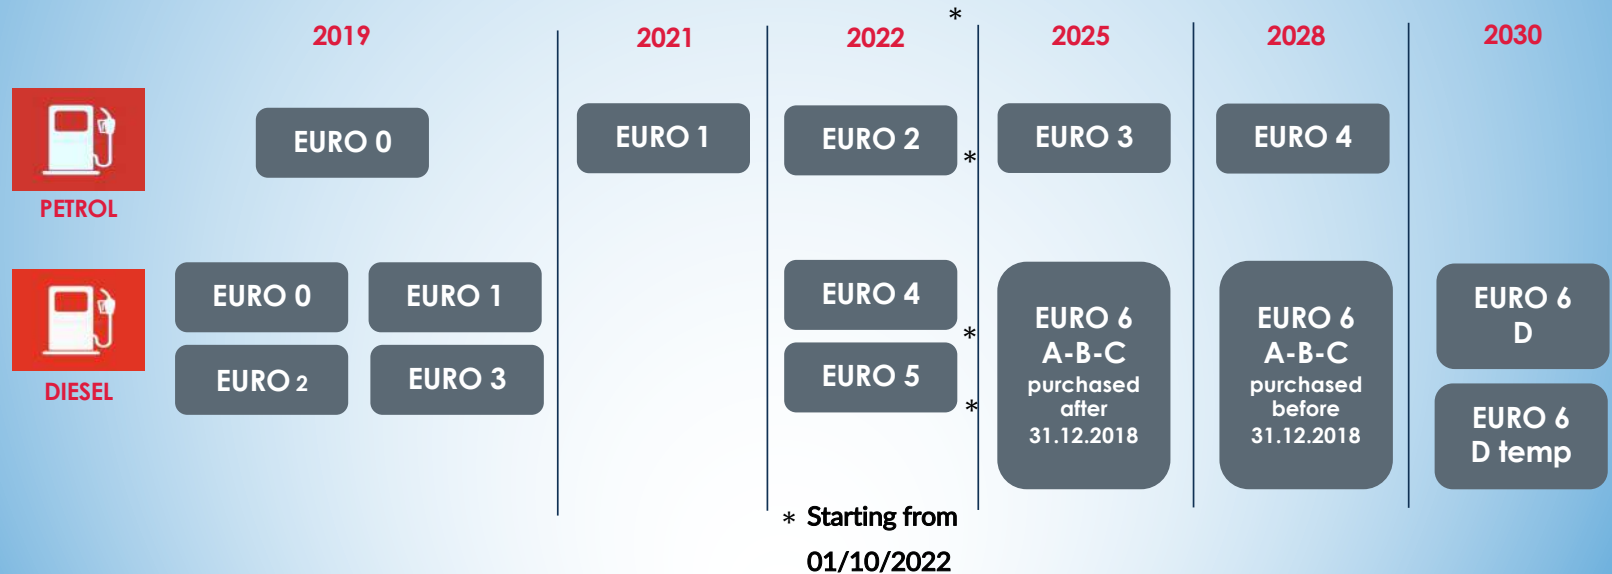 *
2019 2021 2022 2025 2028 2030
EURO 0 EURO 1 EURO 2 * EURO 3 EURO 4
PETROL
EURO 0 EURO 1
EURO 2 EURO 3
DIESEL
EURO 4
*
EURO 5
*
EURO 6
A-B-C
purchased
after
31.12.2018
EURO 6
A-B-C
purchased
before
31.12.2018
EURO 6
D
EURO 6
D temp
* Starting from
01/10/2022